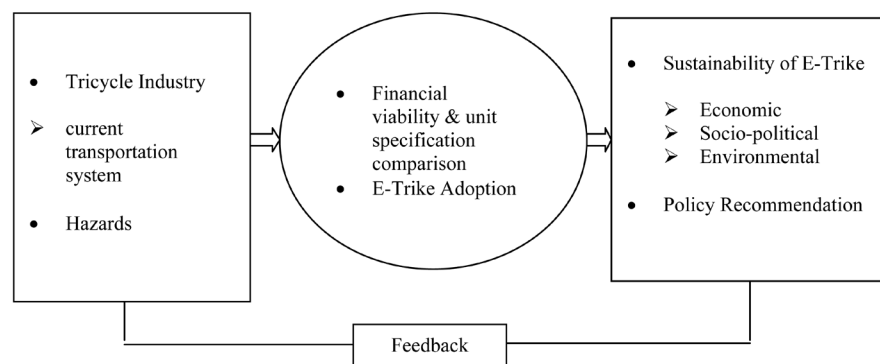 • Tricycle Industry
➢ current
transportation
system
• Hazards
• Financial
viability & unit
specification
comparison
• E-Trike Adoption
• Sustainability of E-Trike
➢ Economic
➢ Socio-political
➢ Environmental
• Policy Recommendation
Feedback